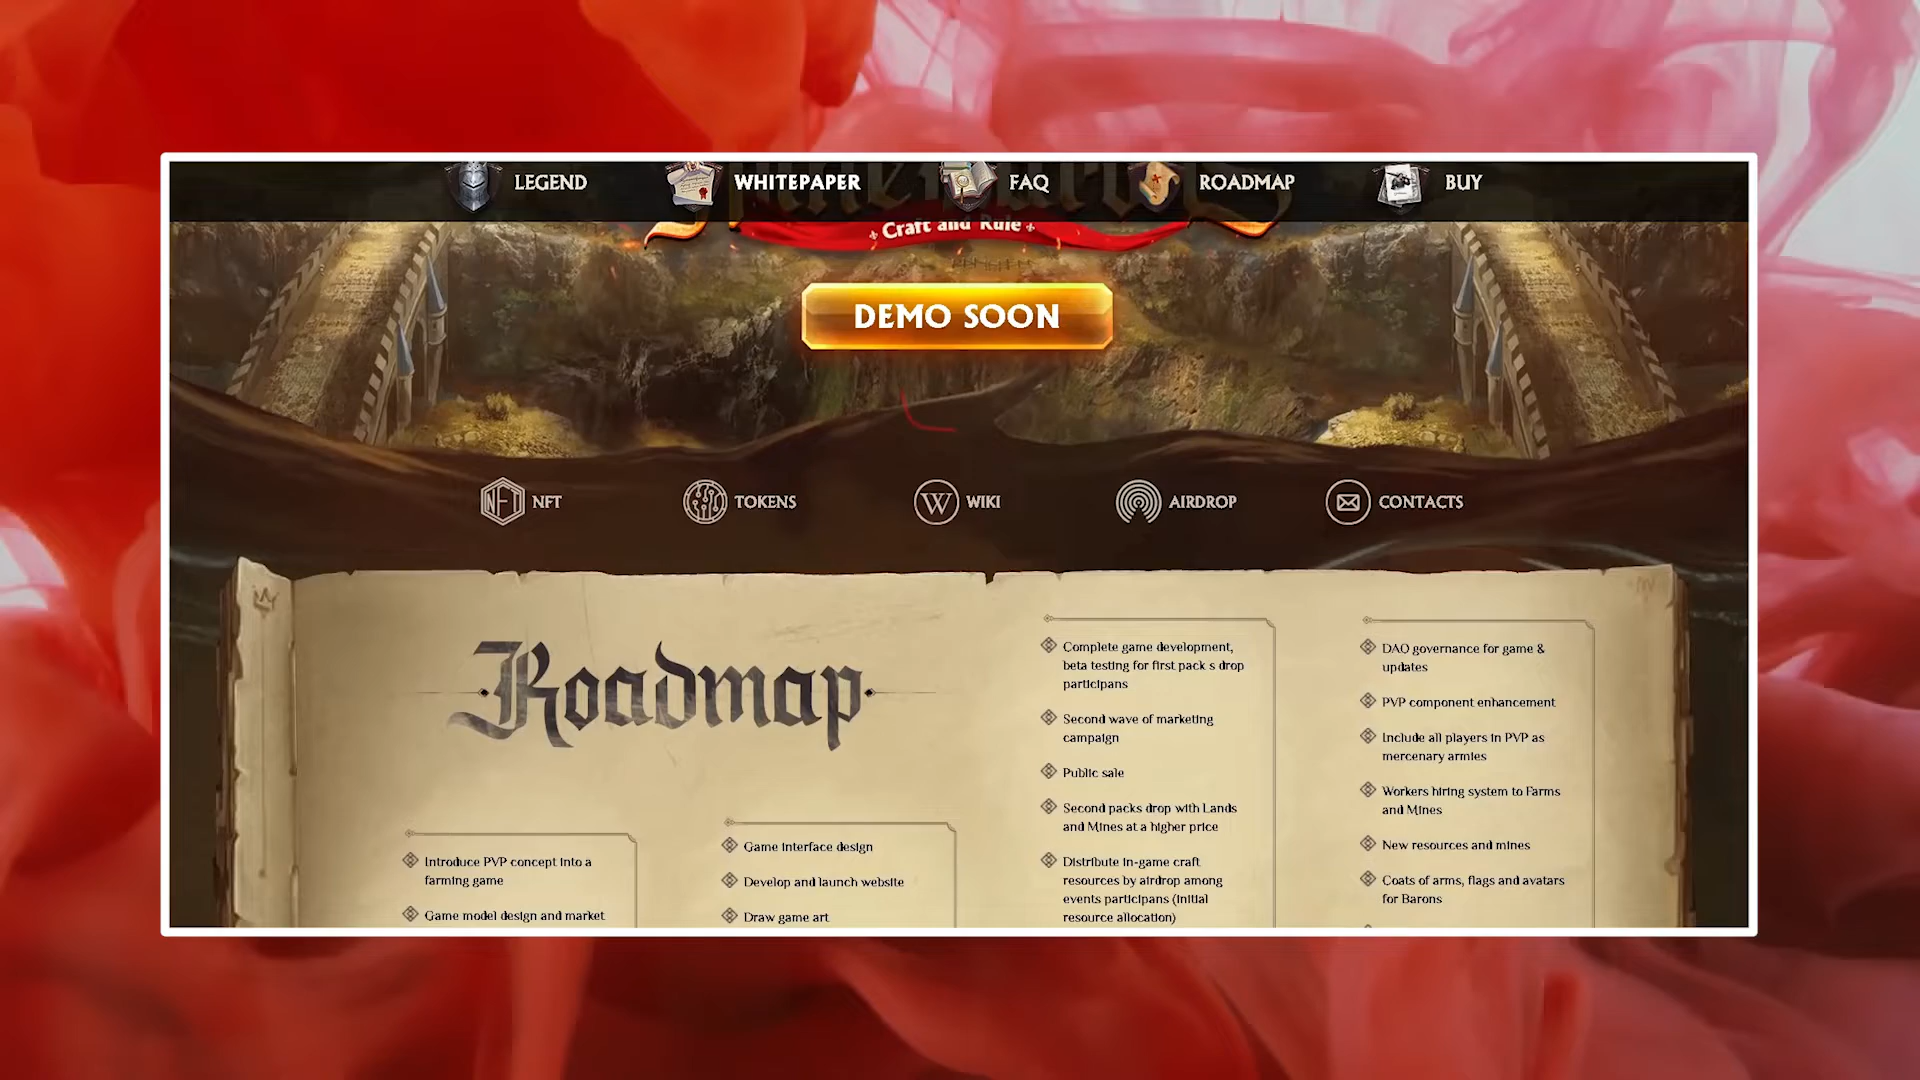 LEGEND
WHITEPAPER
FAQ
ROADMAP
BUY
Craft and Rule
DEMO SOON
NFT
NFT
TOKENS
W
WIKI
AIRDROP
CONTACTS
Roadmap
Introduce PVP concept into a
farming game
Game model design and market
Game interface design
Develop and launch website
Draw game art
Complete game development,
beta testing for first pack s drop
participans
Second wave of marketing
campaign
Public sale
Second packs drop with Lands
and Mines at a higher price
Distribute in-game craft
resources by airdrop among
events participans (initial
resource allocation)
DAO governance for game &
updates
PVP component enhancement
Include all players in PVP as
mercenary armies
Workers hiring system to Farms
and Mines
New resources and mines
Coats of arms, flags and avatars
for Barons